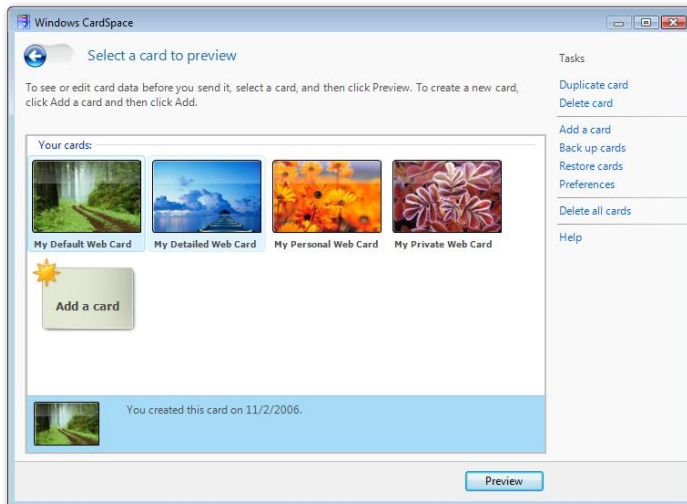 Windows CardSpace
Select a card to preview
To see or edit card data before you send it, select a card, and then click Preview. To create a new card,
click Add a card and then click Add.
Your cards:
My Default Web Card
My Detailed Web Card
My Personal Web Card
My Private Web Card
Add a card
You created this card on 11/2/2006.
Preview
Tasks
Duplicate card
Delete card
Add a card
Back up cards
Restore cards
Preferences
Delete all cards
Help